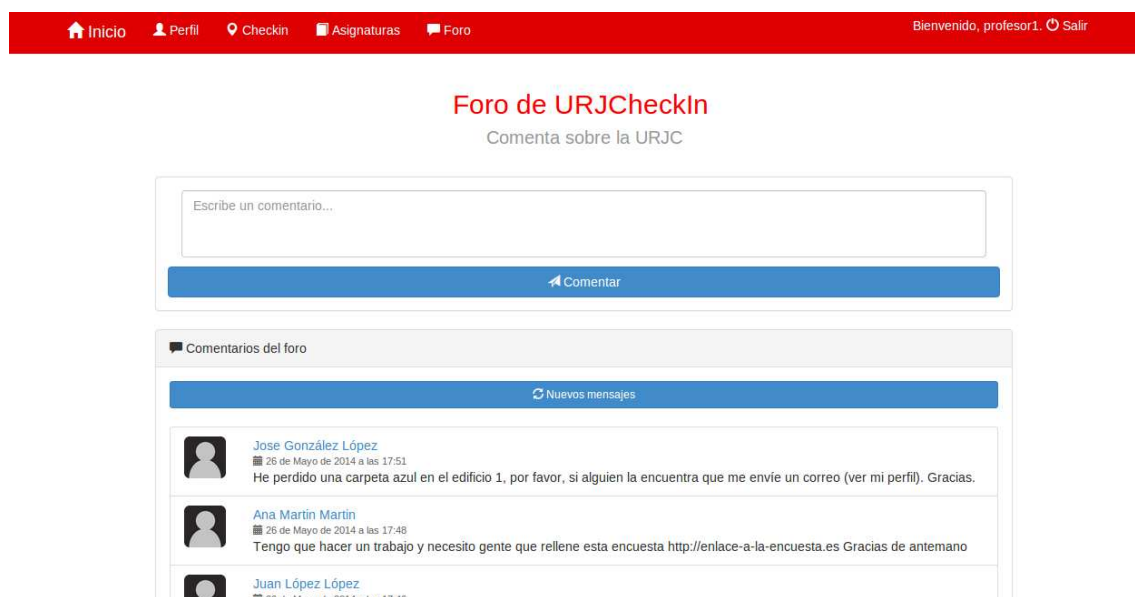 Inicio Perfil Checkin Asignaturas Foro Bienvenido, profesor1. Salir
Foro de URJCheckIn
Comenta sobre la URJC
Escribe un comentario...
Comentar
Comentarios del foro
Nuevos mensajes
Jose González López
26 de Mayo de 2014 a las 17:51
He perdido una carpeta azul en el edificio 1, por favor, si alguien la encuentra que me envíe un correo (ver mi perfil). Gracias.
Ana Martin Martin
26 de Mayo de 2014 a las 17:48
Tengo que hacer un trabajo y necesito gente que rellene esta encuesta http://enlace-a-la-encuesta.es Gracias de antemano
Juan López López